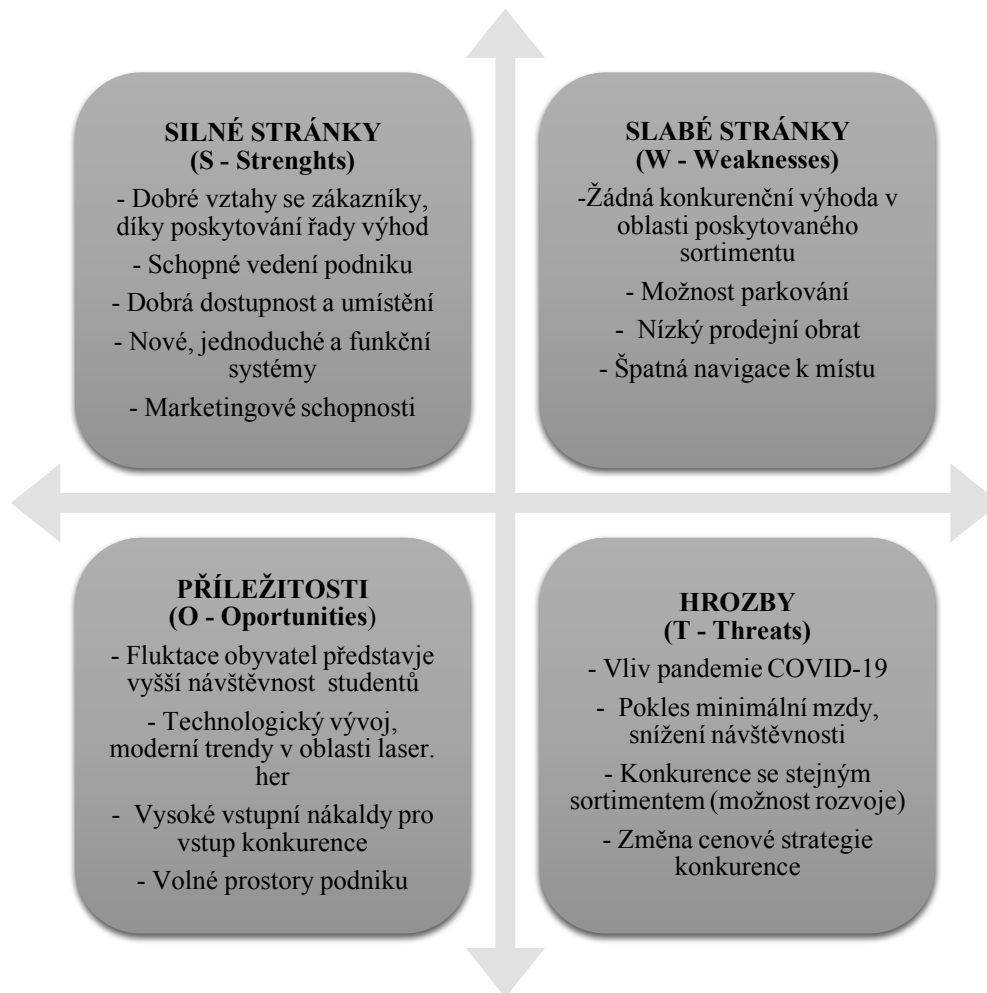 SILNÉ STRÁNKY
(S - Strenghts)
- Dobré vztahy se zákazníky,
díky poskytování řady výhod
- Schopné vedení podniku
- Dobrá dostupnost a umístění
- Nové, jednoduché a funkční
systémy
- Marketingové schopnosti
SLABÉ STRÁNKY
(W - Weaknesses)
-Žádná konkurenční výhoda v
oblasti poskytovaného
sortimentu
- Možnost parkování
- Nízký prodejní obrat
- Špatná navigace k místu
PŘÍLEŽITOSTI
(O - Oportunities)
- Fluktace obyvatel představje
vyšší návštěvnost studentů
- Technologický vývoj,
moderní trendy v oblasti laser.
her
- Vysoké vstupní nákaldy pro
vstup konkurence
- Volné prostory podniku
HROZBY
(T - Threats)
- Vliv pandemie COVID-19
- Pokles minimální mzdy,
snížení návštěvnosti
- Konkurence se stejným
sortimentem (možnost rozvoje)
- Změna cenové strategie
konkurence